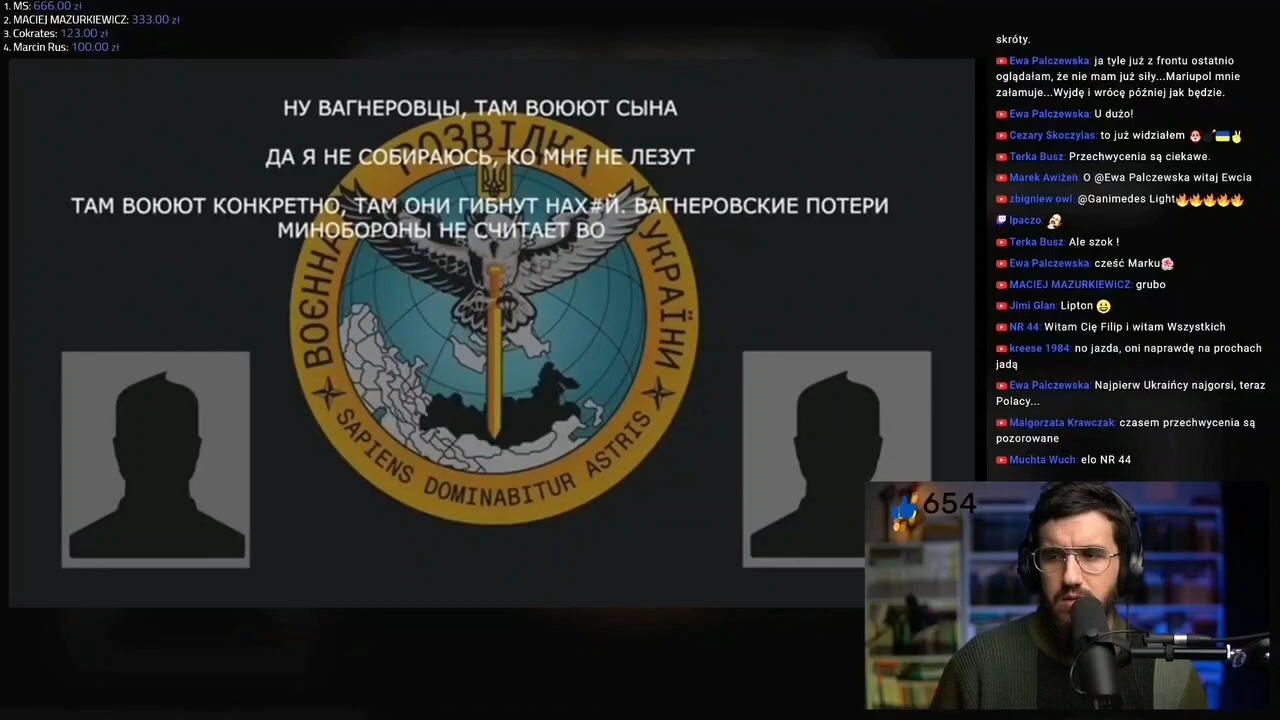 1. MS: 666.00 zł
2. MACIEJ MAZURKIEWICZ: 333.00 zł
3. Cokrates: 123.00 zł
4. Marcin Rus: 100.00 zł
НУ ВАГНЕРОВЦЫ, ТАМ ВОЮЮТ СЫНА
ДА Я НЕ СОБИРАЮСЬ, КО МНЕ НЕ ЛЕЗУТ
ТАМ ВОЮЮТ КОНКРЕТНО, ТАМ ОНИ ГИБНУТ НАХ#Й. ВАГНЕРОВСКИЕ ПОТЕРИ
МИНОБОРОНЫ НЕ СЧИТАЕТ ВО
ВОЄННА РОЗВІДКА УКРАЇНИ
SAPIENS DOMINABITUR ASTRIS
skróty.
Ewa Palczewska: ja tyle już z frontu ostatnio
oglądałam, że nie mam już siły...Mariupol mnie
załamuje...Wyjdę i wrócę później jak będzie.
Ewa Palczewska: U dużo!
Cezary Skoczylas: to już widziałem
Terka Busz: Przechwycenia są ciekawe.
Marek Awiżeń: O @Ewa Palczewska witaj Ewcia
zbigniew owl: @Ganimedes Light🔥🔥🔥🔥🔥
Ipaczo:
Terka Busz: Ale szok !
Ewa Palczewska: cześć Marku🌸
MACIEJ MAZURKIEWICZ: grubo
Jimi Glan: Lipton 😃
NR 44: Witam Cię Filip i witam Wszystkich
kreese 1984: no jazda, oni naprawdę na prochach
jadą
Ewa Palczewska: Najpierw Ukraińcy najgorsi, teraz
Polacy...
Malgorzata Krawczak: czasem przechwycenia są
pozorowane
Muchta Wuch: elo NR 44
654